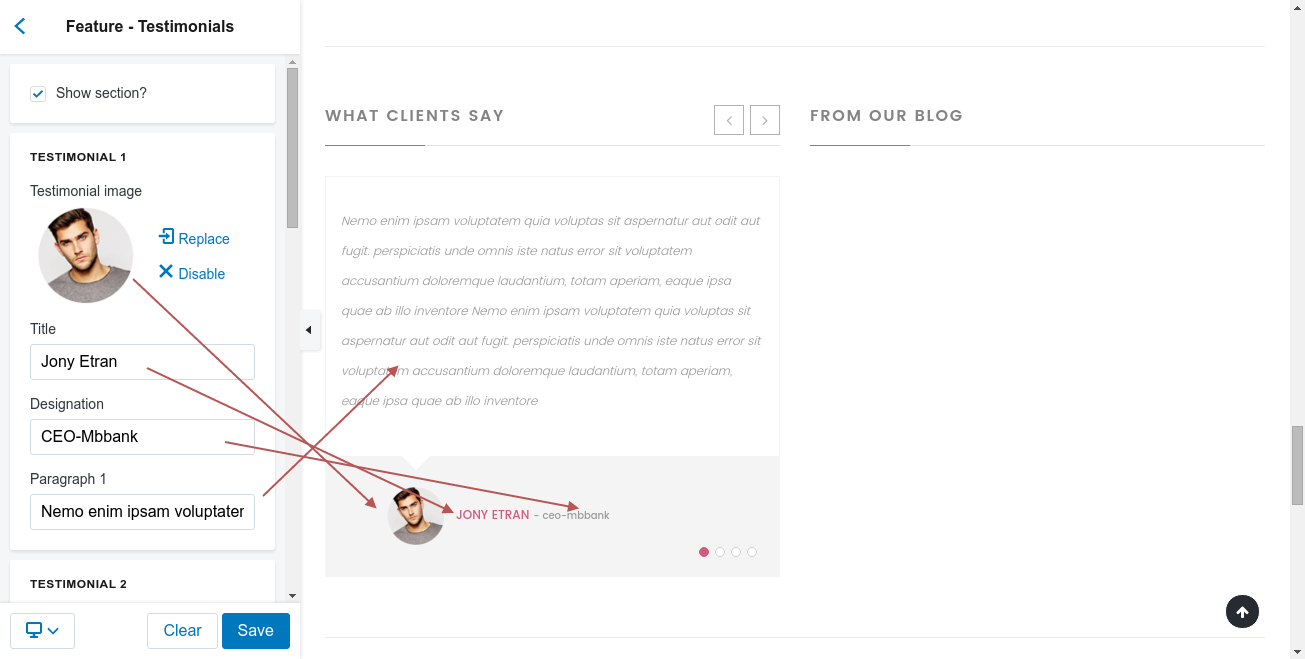 Feature - Testimonials
Show section?
TESTIMONIAL 1
Testimonial image
Replace
Disable
Title
Jony Etran
Designation
CEO-Mbbank
Paragraph 1
Nemo enim ipsam voluptater
TESTIMONIAL 2
Clear
Save
WHAT CLIENTS SAY
Nemo enim ipsam voluptatem quia voluptas sit aspernatur aut odit aut
fugit. perspiciatis unde omnis iste natus error sit voluptatem
accusantium doloremque laudantium, totam aperiam, eaque ipsa
quae ab illo inventore Nemo enim ipsam voluptatem quia voluptas sit
aspernatur aut odit aut fugit. perspiciatis unde omnis iste natus error sit
voluptatem accusantium doloremque laudantium, totam aperiam,
eaque ipsa quae ab illo inventore
JONY ETRAN - ceo-mbbank
FROM OUR BLOG